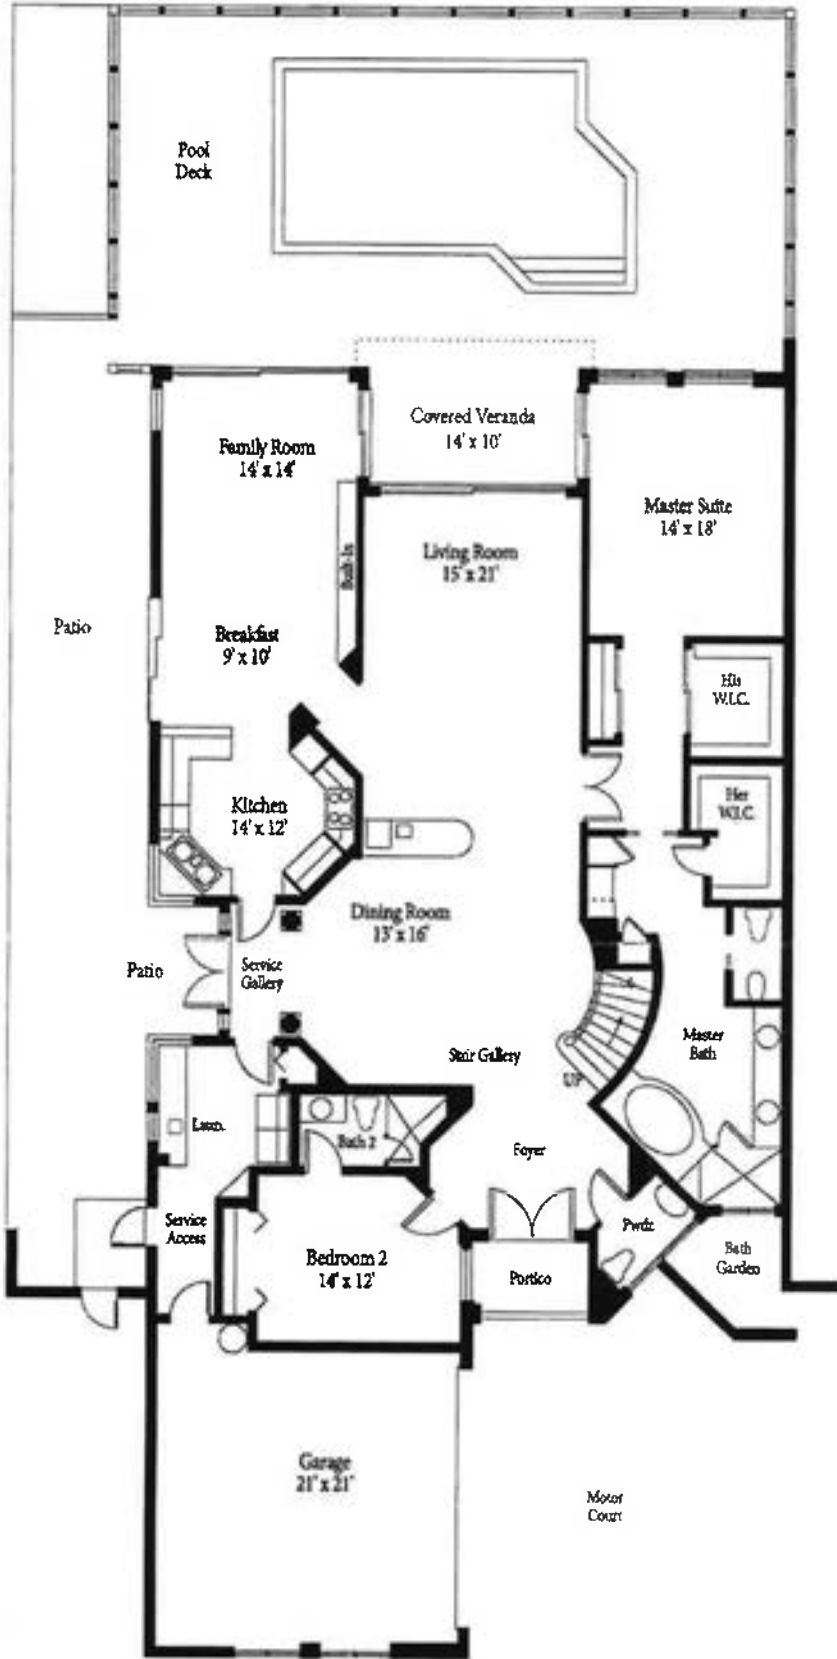 Pool
Deck
Covered Veranda
14' x 10'
Family Room
14' x 14'
Master Suite
14' x 18'
Living Room
15' x 21'
Built-In
Patio
Breakfast
9' x 10'
His
W.I.C.
Her
W.I.C.
Kitchen
14' x 12'
Dining Room
13' x 16'
Patio
Service
Gallery
Master
Bath
Stair Gallery
UP
Laun.
Bath 2
Foyer
Service
Access
Pwdr.
Bedroom 2
14' x 12'
Portico
Bath
Garden
Garage
21' x 21'
Motor
Court